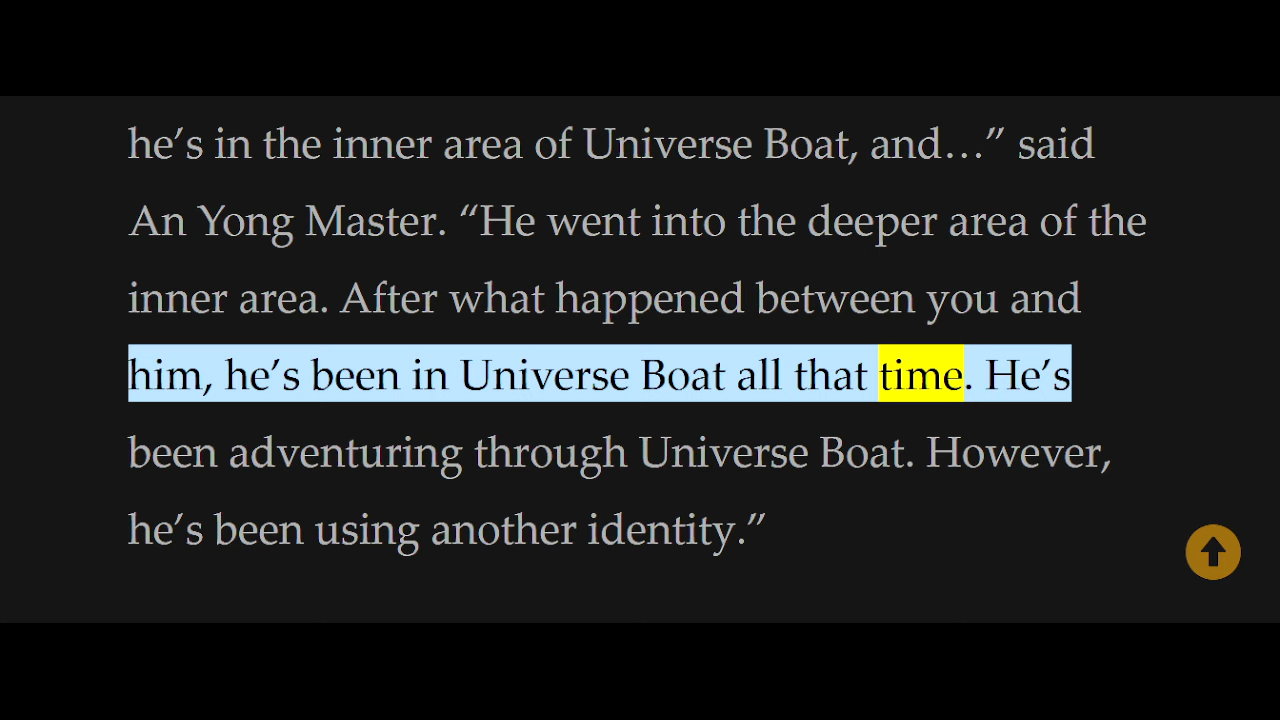 he’s in the inner area of Universe Boat, and…” said
An Yong Master. “He went into the deeper area of the
inner area. After what happened between you and
him, he’s been in Universe Boat all that time. He’s
been adventuring through Universe Boat. However,
he’s been using another identity.”